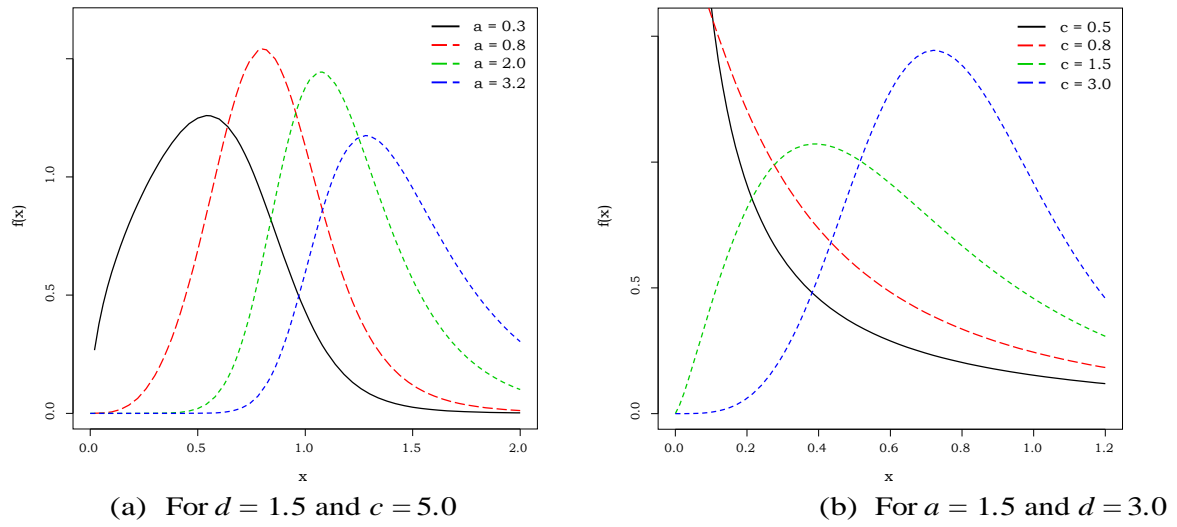 a = 0.3
a = 0.8
a = 2.0
a = 3.2
1.0
0.5
0.0
f(x)
0.0 0.5 1.0 1.5 2.0
x
(a) For d = 1.5 and c = 5.0
c = 0.5
c = 0.8
c = 1.5
c = 3.0
0.5
0.0
f(x)
0.0 0.2 0.4 0.6 0.8 1.0 1.2
x
(b) For a = 1.5 and d = 3.0